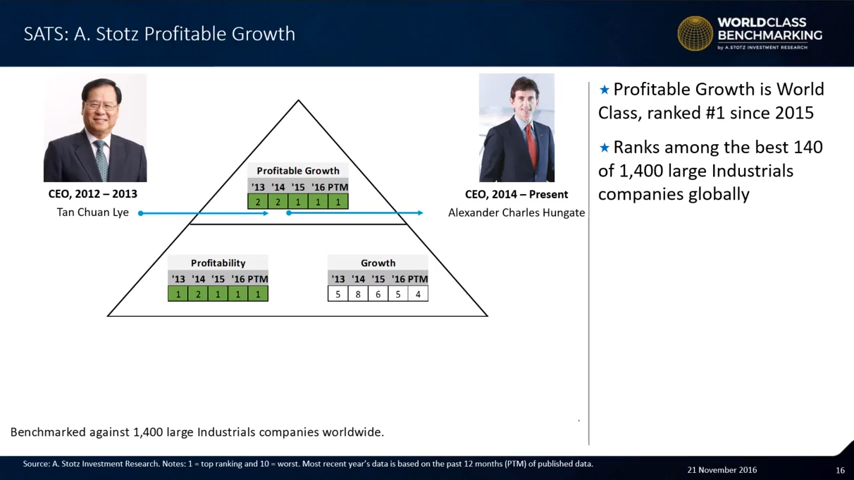 SATS: A. Stotz Profitable Growth
WORLDCLASS
BENCHMARKING
by A.STOTZ INVESTMENT RESEARCH
CEO, 2012 – 2013
Tan Chuan Lye
Profitable Growth
'13 '14 '15 '16 PTM
2 2 1 1 1
CEO, 2014 – Present
Alexander Charles Hungate
Profitability
'13 '14 '15 '16 PTM
1 2 1 1 1
Growth
'13 '14 '15 '16 PTM
5 8 6 5 4
★ Profitable Growth is World
Class, ranked #1 since 2015
★ Ranks among the best 140
of 1,400 large Industrials
companies globally
Benchmarked against 1,400 large Industrials companies worldwide.
Source: A. Stotz Investment Research. Notes: 1 = top ranking and 10 = worst. Most recent year's data is based on the past 12 months (PTM) of published data.
21 November 2016
16